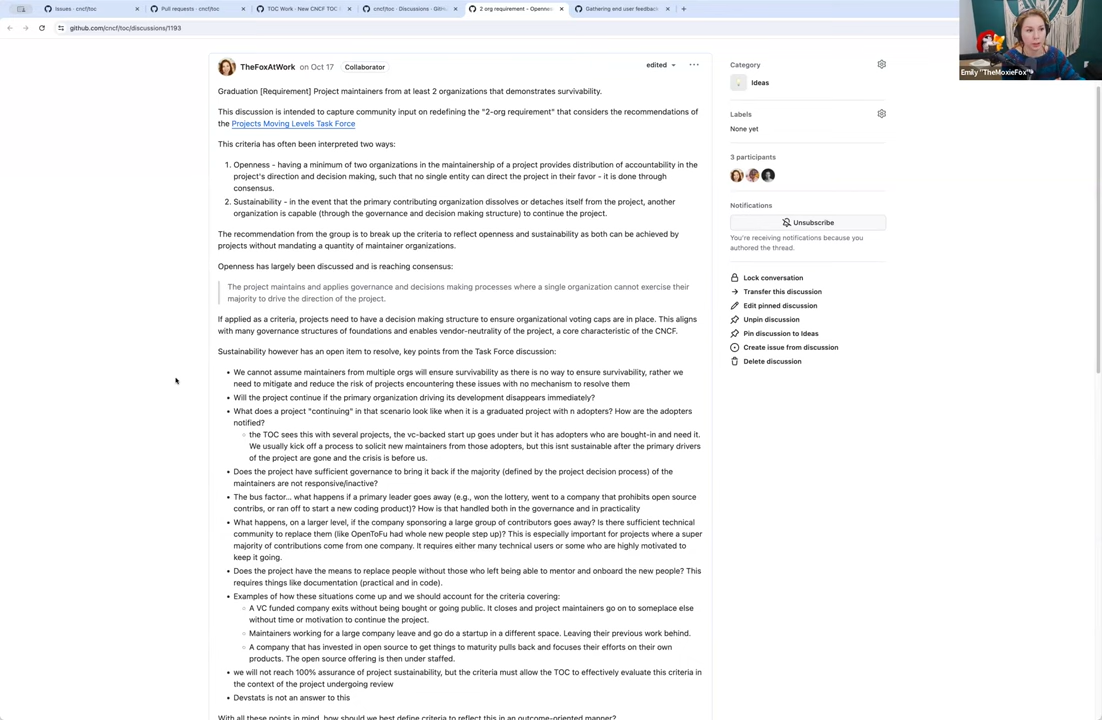 Issues · cncf/toc
Pull requests · cncf/toc
TOC Work · New CNCF TOC
cncf/toc · Discussions · GitH
2 org requirement - Opennes
Gathering end user feedback
github.com/cncf/toc/discussions/1193
Emily "TheMoxieFox"
TheFoxAtWork on Oct 17 Collaborator
edited
Graduation [Requirement] Project maintainers from at least 2 organizations that demonstrates survivability.
This discussion is intended to capture community input on redefining the "2-org requirement" that considers the recommendations of
the Projects Moving Levels Task Force
This criteria has often been interpreted two ways:
1. Openness - having a minimum of two organizations in the maintainership of a project provides distribution of accountability in the
project's direction and decision making, such that no single entity can direct the project in their favor - it is done through
consensus.
2. Sustainability - in the event that the primary contributing organization dissolves or detaches itself from the project, another
organization is capable (through the governance and decision making structure) to continue the project.
The recommendation from the group is to break up the criteria to reflect openness and sustainability as both can be achieved by
projects without mandating a quantity of maintainer organizations.
Openness has largely been discussed and is reaching consensus:
The project maintains and applies governance and decisions making processes where a single organization cannot exercise their
majority to drive the direction of the project.
If applied as a criteria, projects need to have a decision making structure to ensure organizational voting caps are in place. This aligns
with many governance structures of foundations and enables vendor-neutrality of the project, a core characteristic of the CNCF.
Sustainability however has an open item to resolve, key points from the Task Force discussion:
We cannot assume maintainers from multiple orgs will ensure survivability as there is no way to ensure survivability, rather we
need to mitigate and reduce the risk of projects encountering these issues with no mechanism to resolve them
Will the project continue if the primary organization driving its development disappears immediately?
What does a project "continuing" in that scenario look like when it is a graduated project with n adopters? How are the adopters
notified?
the TOC sees this with several projects, the vc-backed start up goes under but it has adopters who are bought-in and need it.
We usually kick off a process to solicit new maintainers from those adopters, but this isnt sustainable after the primary drivers
of the project are gone and the crisis is before us.
Does the project have sufficient governance to bring it back if the majority (defined by the project decision process) of the
maintainers are not responsive/inactive?
The bus factor... what happens if a primary leader goes away (e.g., won the lottery, went to a company that prohibits open source
contribs, or ran off to start a new coding product)? How is that handled both in the governance and in practicality
What happens, on a larger level, if the company sponsoring a large group of contributors goes away? Is there sufficient technical
community to replace them (like OpenToFu had whole new people step up)? This is especially important for projects where a super
majority of contributions come from one company. It requires either many technical users or some who are highly motivated to
keep it going.
Does the project have the means to replace people without those who left being able to mentor and onboard the new people? This
requires things like documentation (practical and in code).
Examples of how these situations come up and we should account for the criteria covering:
A VC funded company exits without being bought or going public. It closes and project maintainers go on to someplace else
without time or motivation to continue the project.
Maintainers working for a large company leave and go do a startup in a different space. Leaving their previous work behind.
A company that has invested in open source to get things to maturity pulls back and focuses their efforts on their own
products. The open source offering is then under staffed.
we will not reach 100% assurance of project sustainability, but the criteria must allow the TOC to effectively evaluate this criteria in
the context of the project undergoing review
Devstats is not an answer to this
With all these points in mind, how should we best define criteria to reflect this in an outcome-oriented manner?
Category
Ideas
Labels
None yet
3 participants
Notifications
Unsubscribe
You're receiving notifications because you
authored the thread.
Lock conversation
Transfer this discussion
Edit pinned discussion
Unpin discussion
Pin discussion to Ideas
Create issue from discussion
Delete discussion